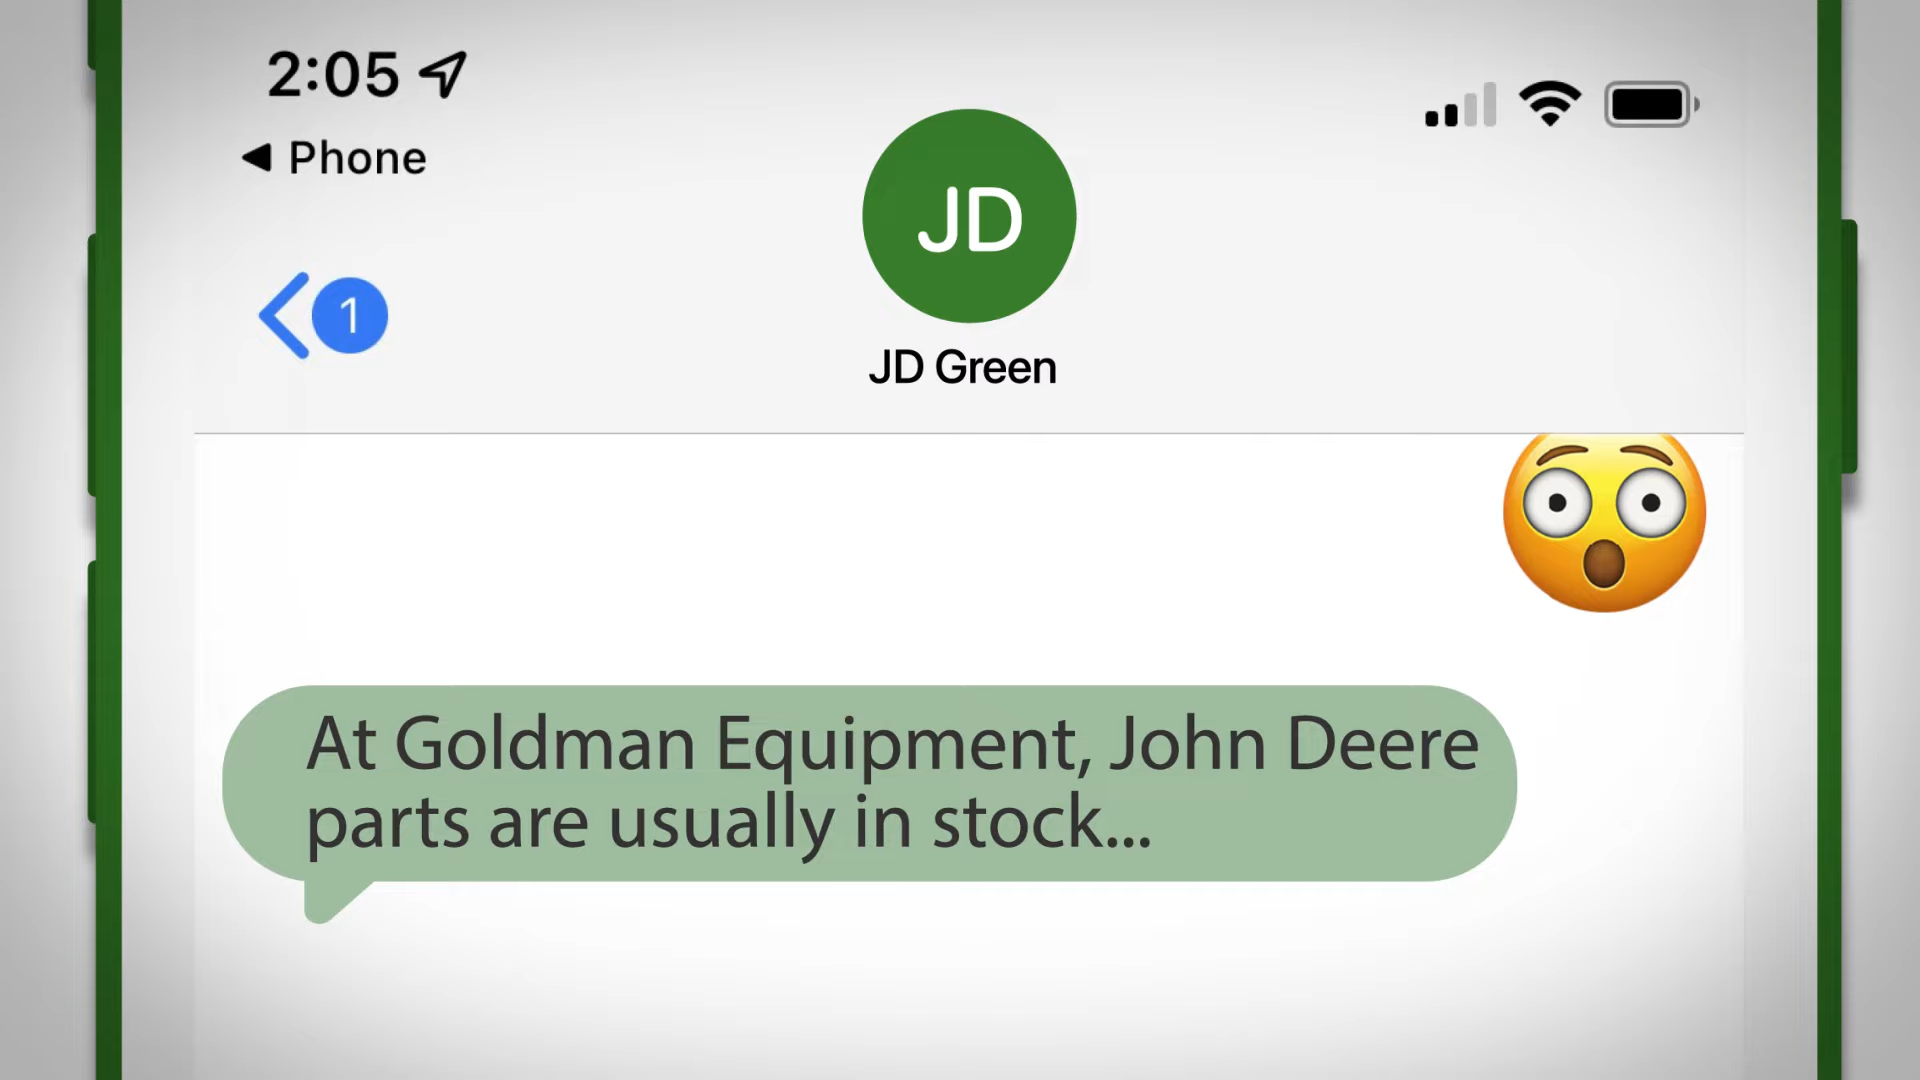 2:05
Phone
JD
1
JD Green
At Goldman Equipment, John Deere
parts are usually in stock...